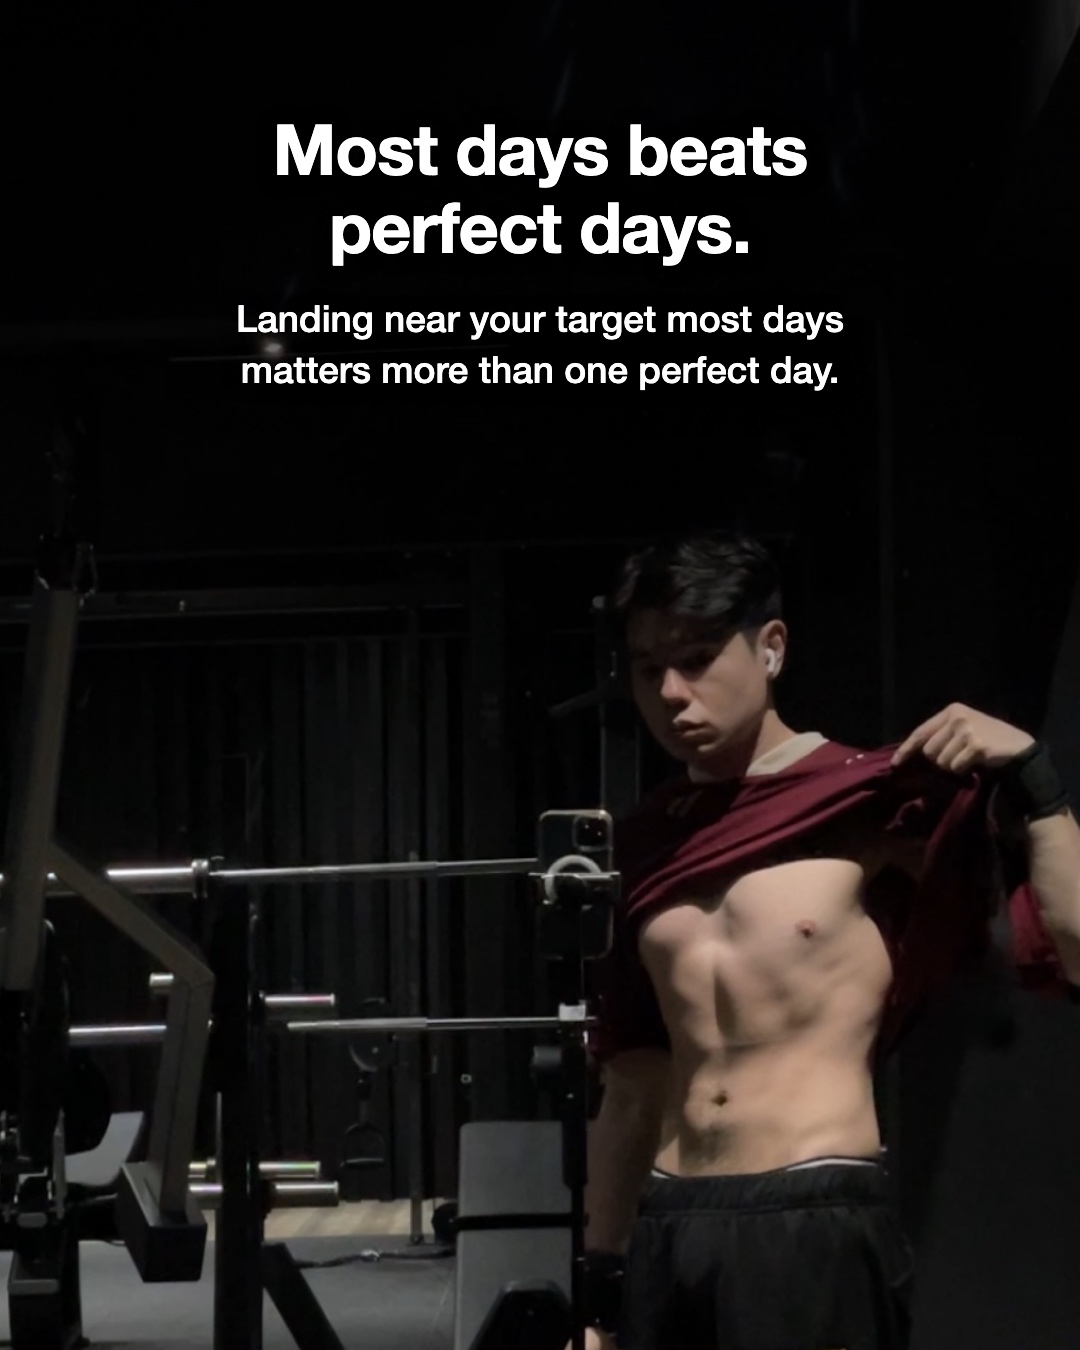 Most days beats
perfect days.
Landing near your target most days
matters more than one perfect day.